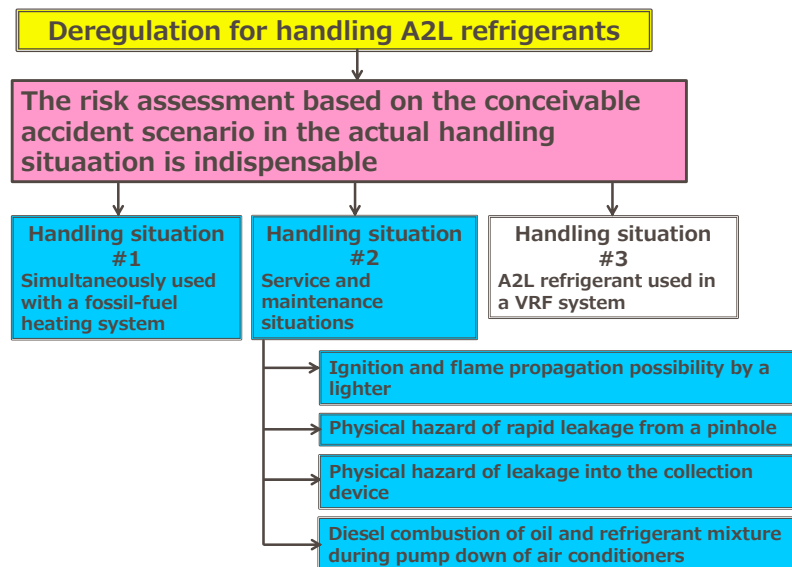 Deregulation for handling A2L refrigerants
The risk assessment based on the conceivable
accident scenario in the actual handling
situaation is indispensable
Handling situation
#1
Simultaneously used
with a fossil-fuel
heating system
Handling situation
#2
Service and
maintenance
situations
Handling situation
#3
A2L refrigerant used in
a VRF system
Ignition and flame propagation possibility by a
lighter
Physical hazard of rapid leakage from a pinhole
Physical hazard of leakage into the collection
device
Diesel combustion of oil and refrigerant mixture
during pump down of air conditioners